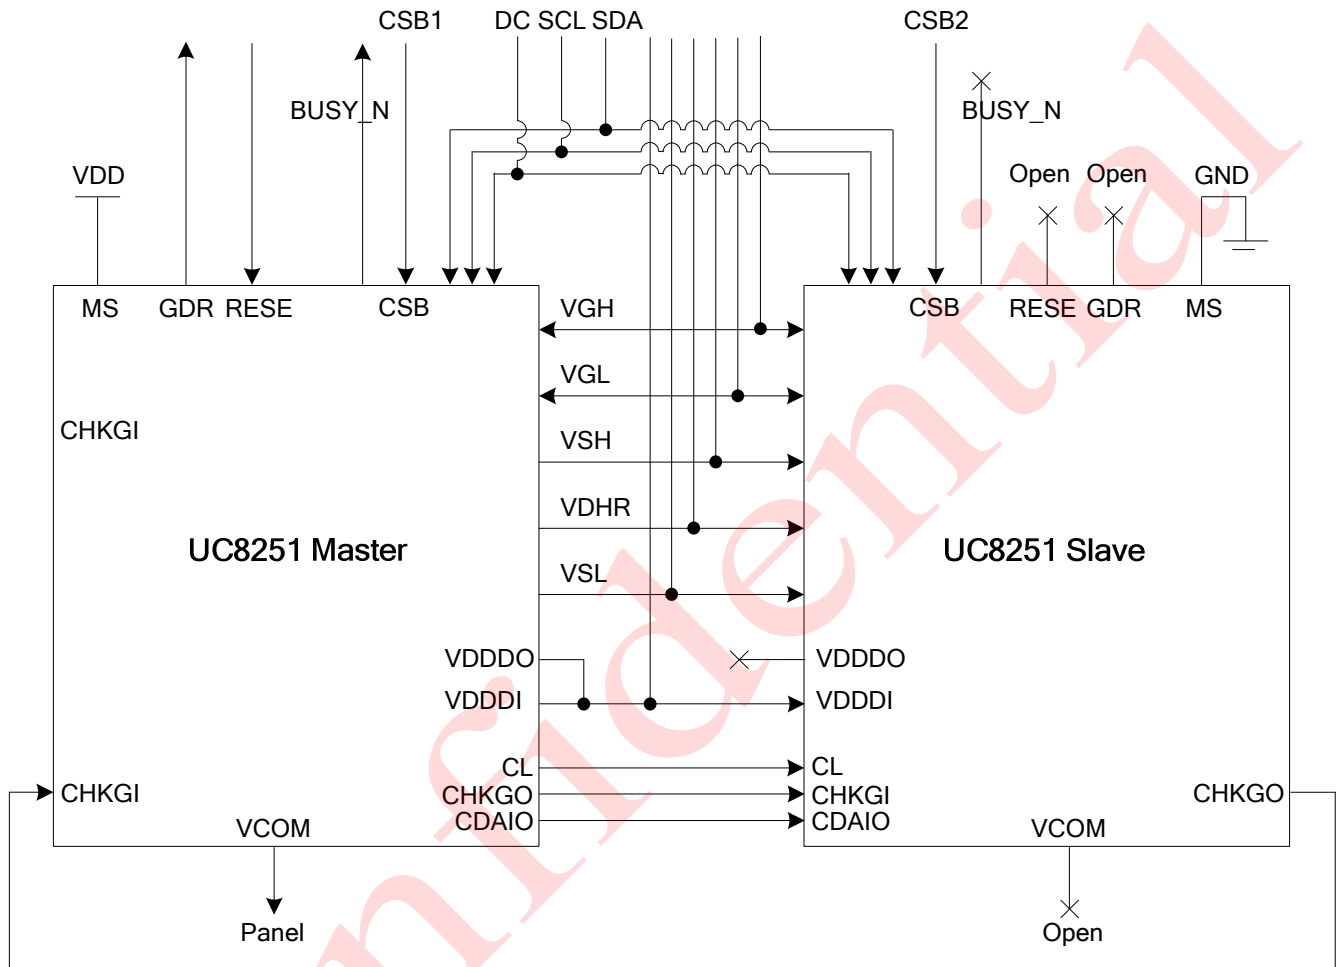 CSB1 DC SCL SDA CSB2
BUSY_N BUSY_N
VDD Open Open GND
MS GDR RESE CSB VGH CSB RESE GDR MS
VGL
CHKGI VSH
VDHR
UC8251 Master UC8251 Slave
VSL
VDDDO VDDDO
VDDDI VDDDI
CL CL
CHKGI CHKGO CHKGI CHKGO
CDAIO CDAIO
VCOM VCOM
Panel Open
nfidential